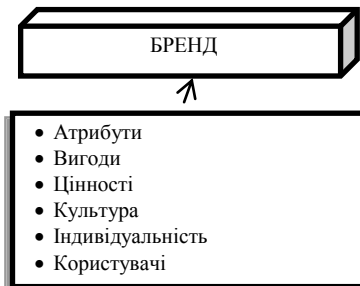 БРЕНД
• Атрибути
• Вигоди
• Цінності
• Культура
• Індивідуальність
• Користувачі